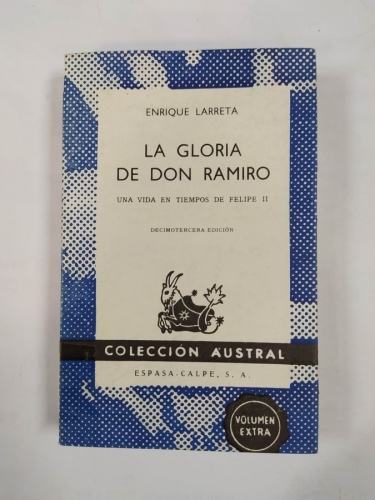 ENRIQUE LARRETA
LA GLORIA
DE DON RAMIRO
UNA VIDA EN TIEMPOS DE FELIPE II
DECIMOTERCERA EDICIÓN
COLECCIÓN AUSTRAL
ESPASA-CALPE, S. A.
VOLUMEN
EXTRA